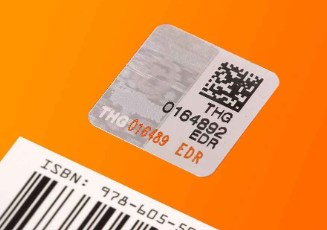 THG
0164892
EDR
THG 016489 EDR
ISBN: 978-605-5